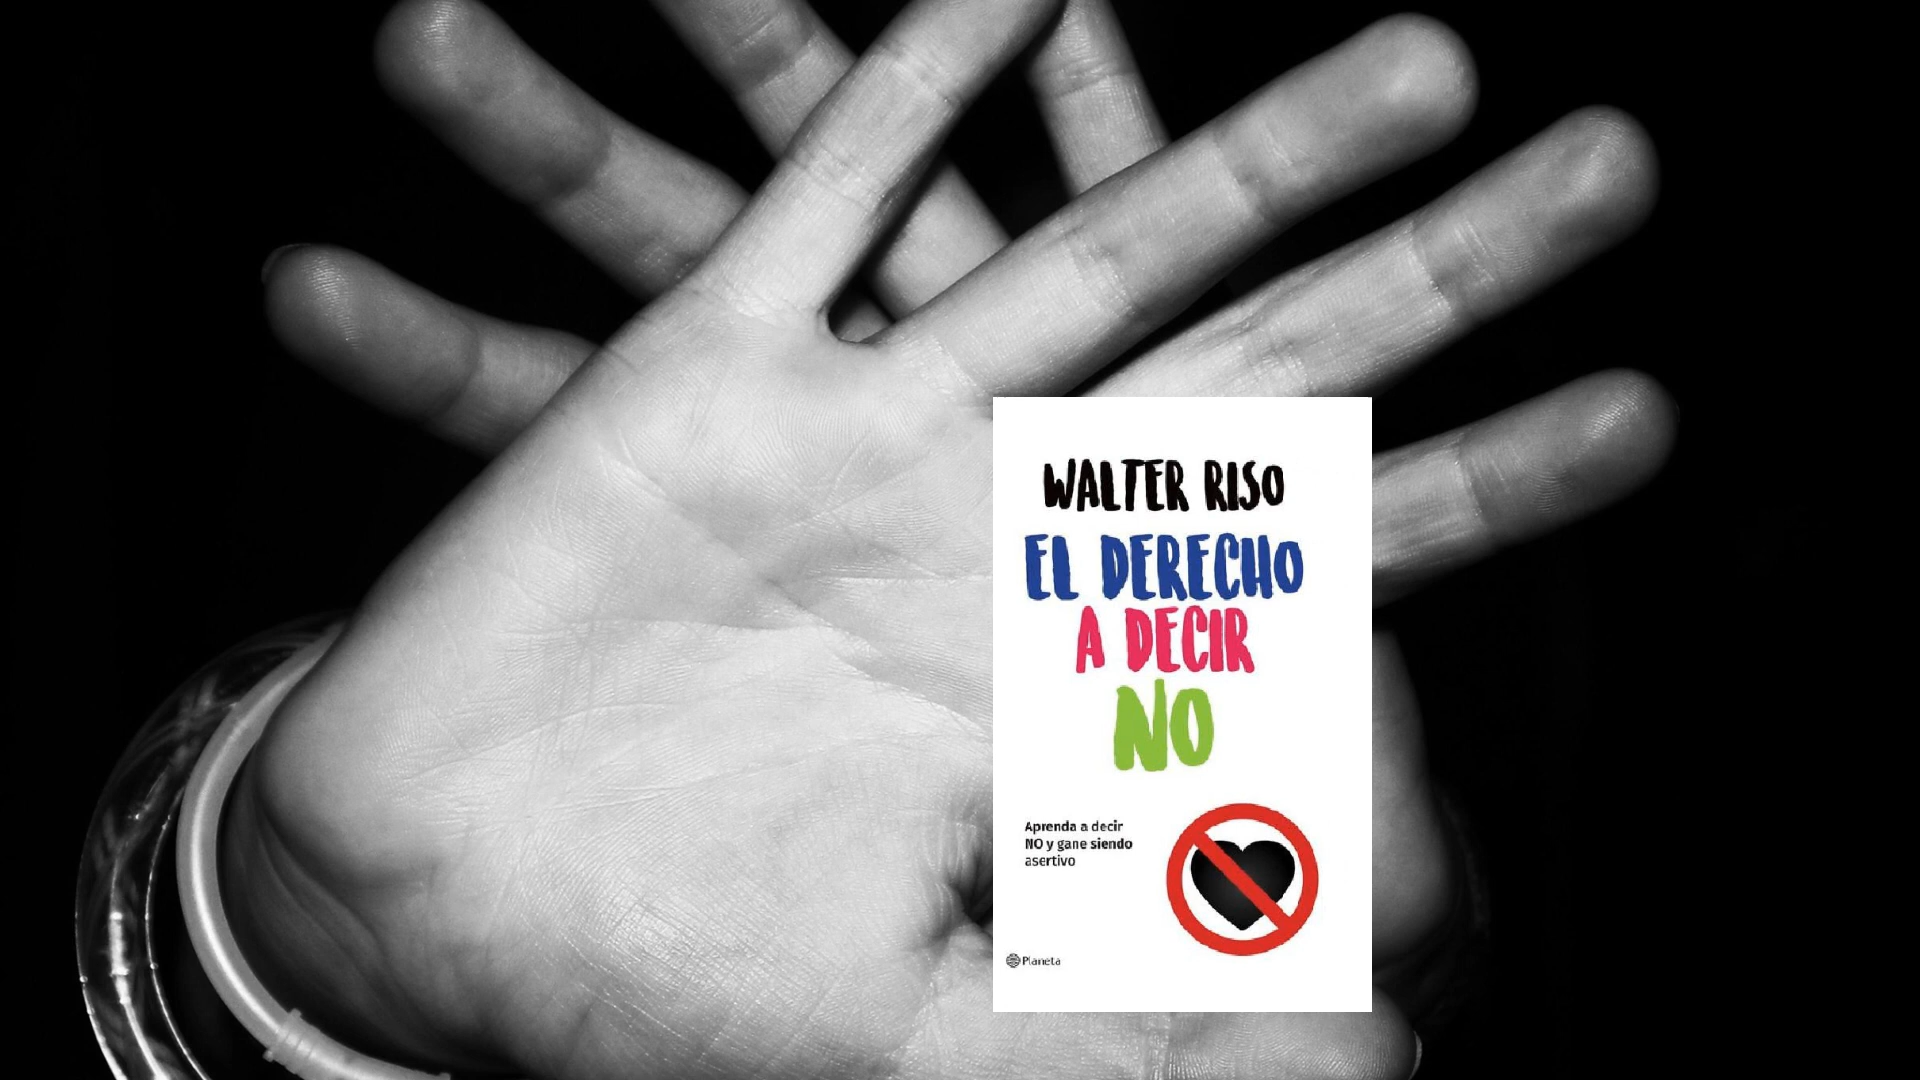 WALTER RISO
EL DERECHO
A DECIR
NO
Aprenda a decir
NO y gane siendo
asertivo
Planeta